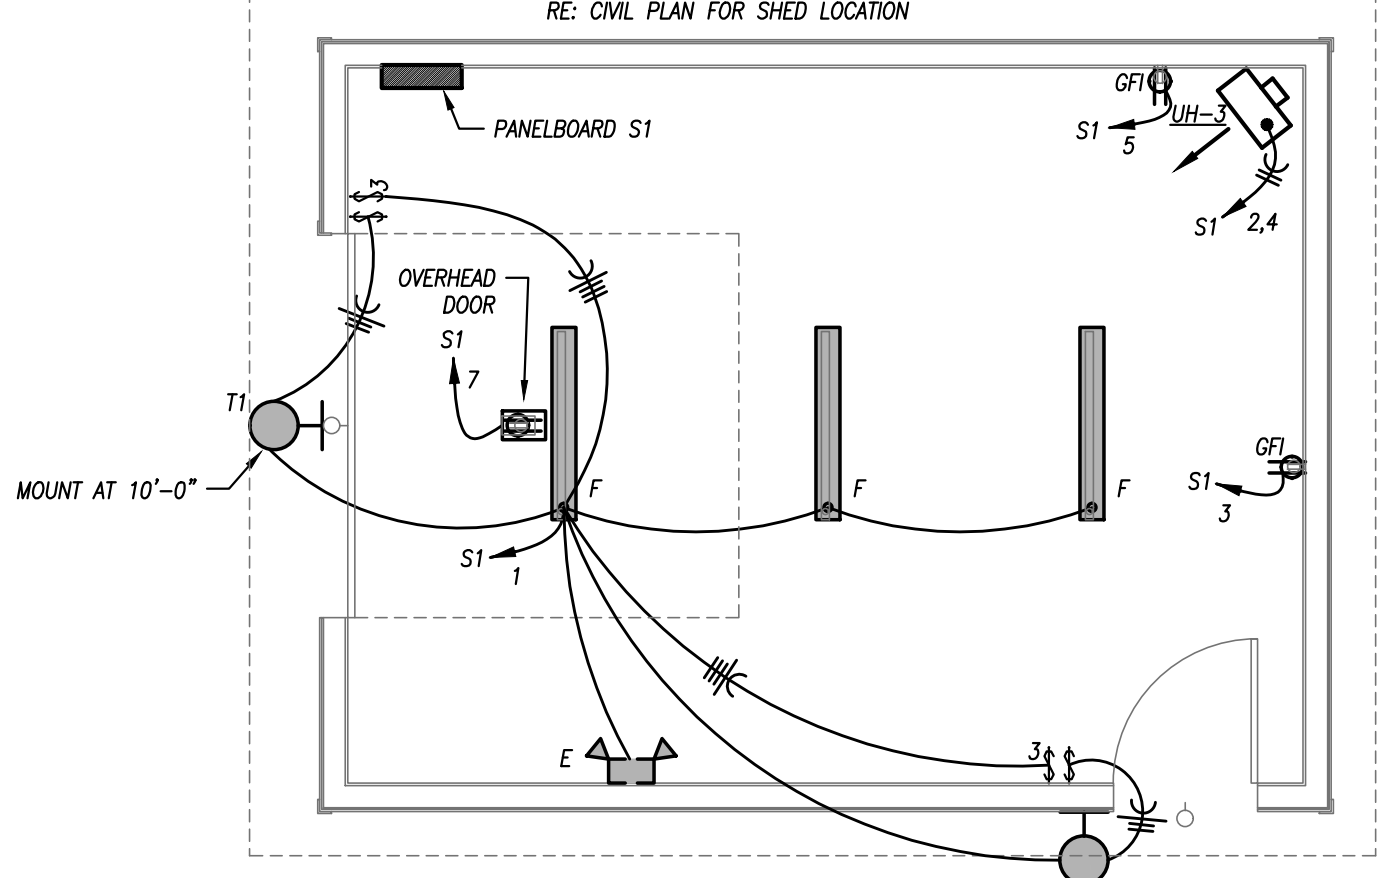 RE: CIVIL PLAN FOR SHED LOCATION
GFI
UH-3
S1
5
PANELBOARD S1
3
S1
2,4
OVERHEAD
DOOR
S1
7
T1
MOUNT AT 10'-0"
F
F
F
GFI
S1
3
S1
1
E
3